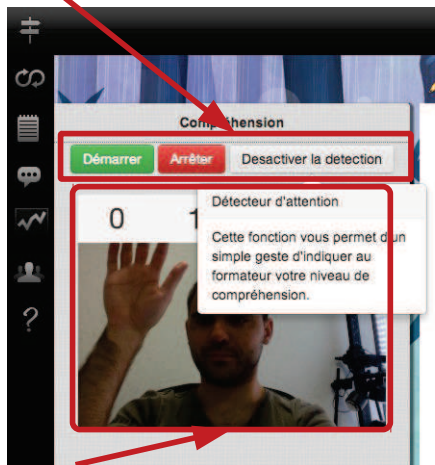 Compréhension
Démarrer Arrêter Desactiver la detection
Détecteur d'attention
0 1
Cette fonction vous permet d'un
simple geste d'indiquer au
formateur votre niveau de
compréhension.
?